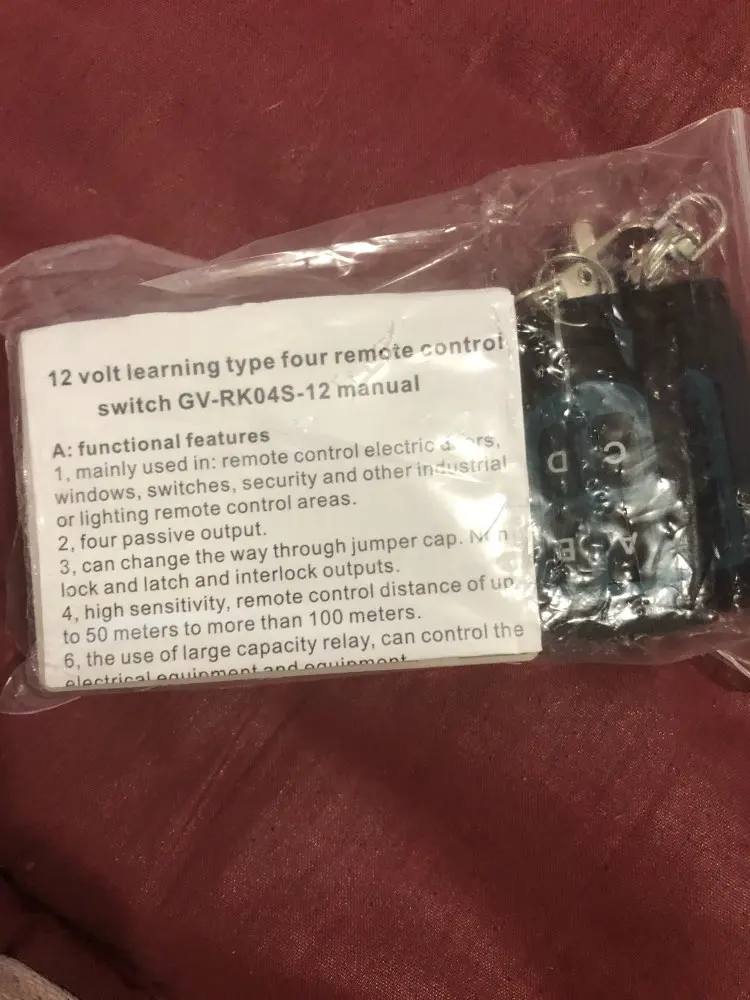 12 volt learning type four remote control
switch GV-RK04S-12 manual
A: functional features
1, mainly used in: remote control electric
windows, switches, security and other industrial
or lighting remote control areas.
2, four passive output.
3, can change the way through jumper cap.
lock and latch and interlock outputs.
4, high sensitivity, remote control distance of up
to 50 meters to more than 100 meters.
6, the use of large capacity relay, can control the
electrical equipment and equipment
C D
A B